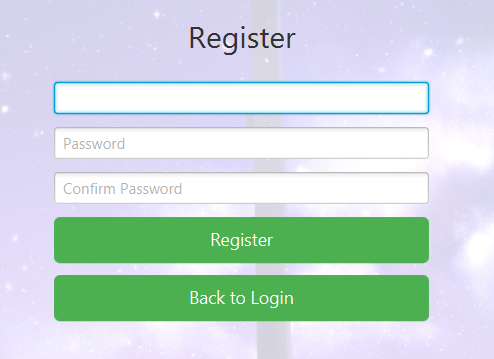 Register
Password
Confirm Password
Register
Back to Login